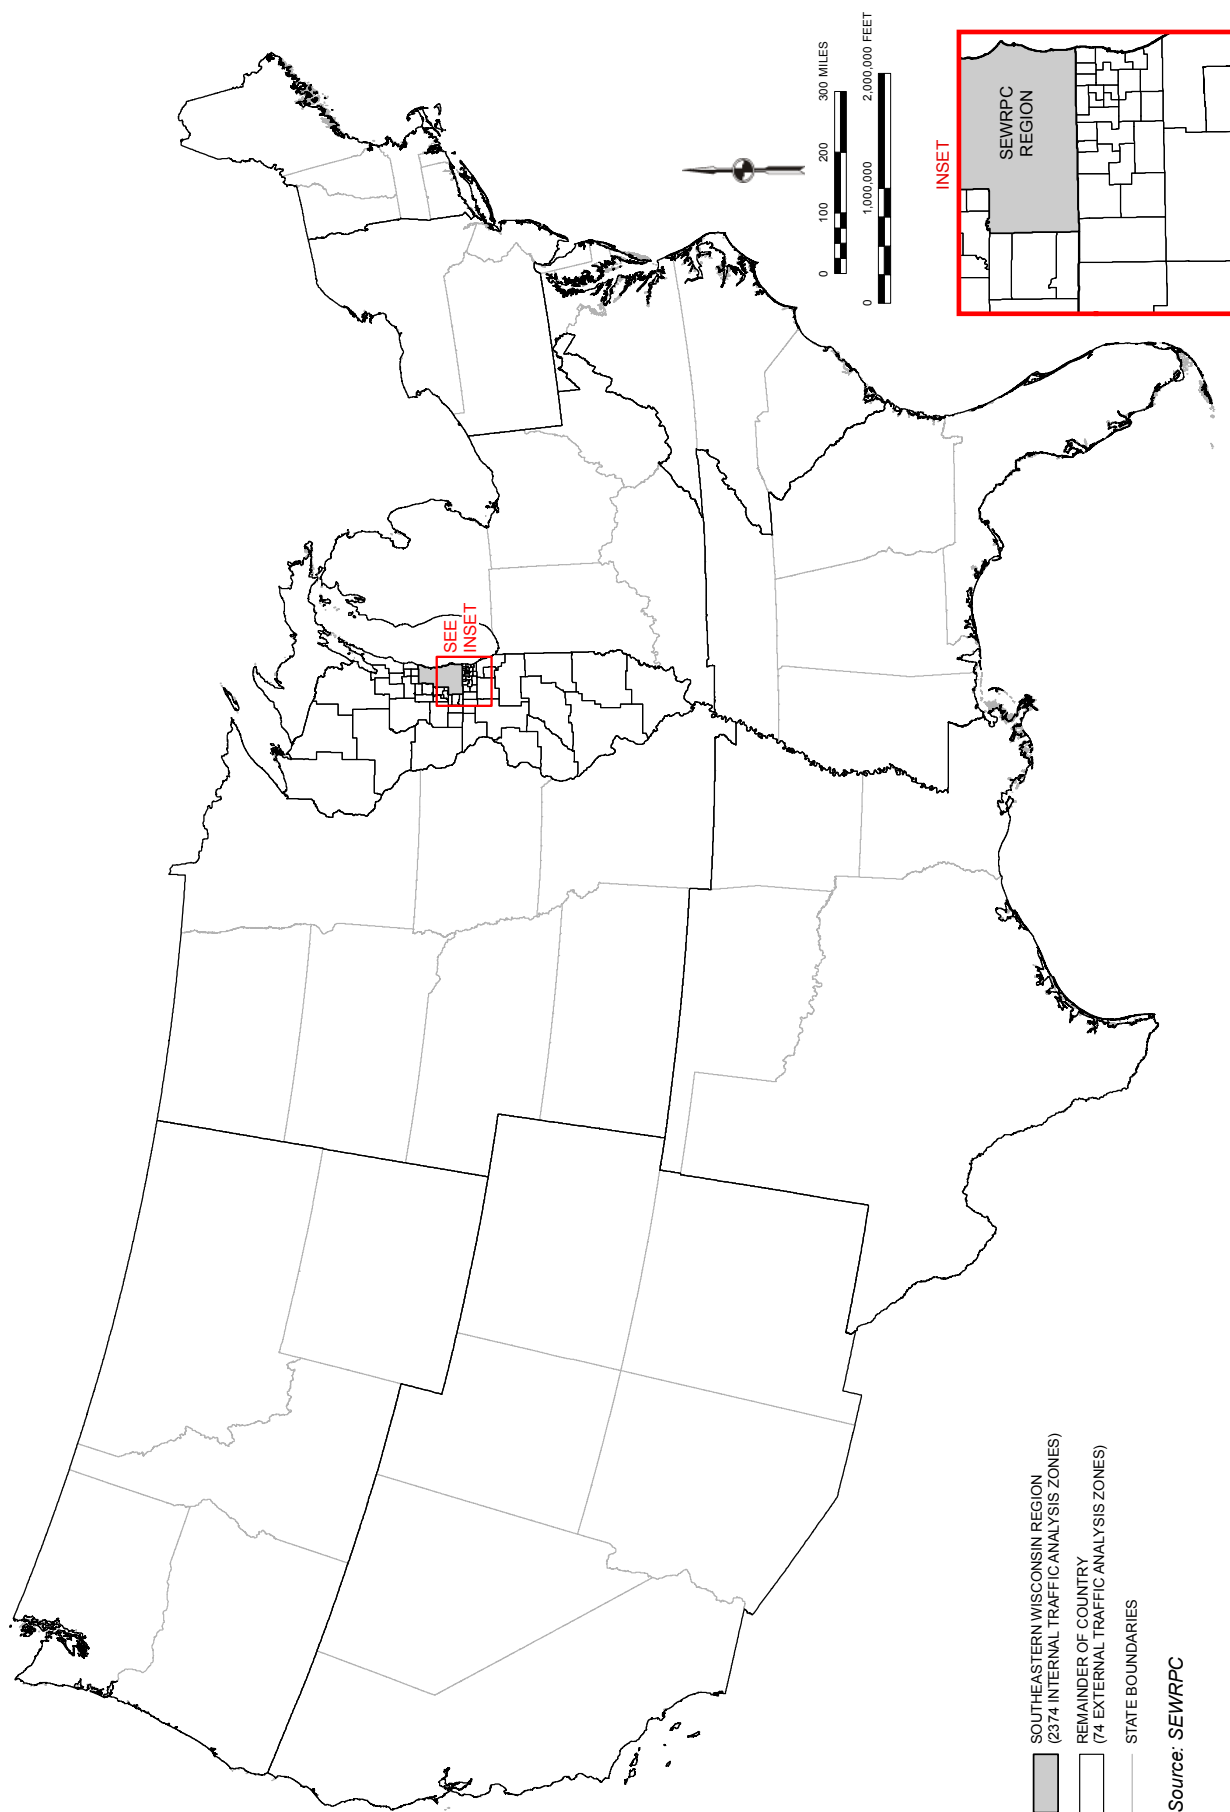 SEE
INSET
0 100 200 300 MILES
0 1,000,000 2,000,000 FEET
INSET
SEWRPC
REGION
SOUTHEASTERN WISCONSIN REGION
(2374 INTERNAL TRAFFIC ANALYSIS ZONES)
REMAINDER OF COUNTRY
(74 EXTERNAL TRAFFIC ANALYSIS ZONES)
STATE BOUNDARIES
Source: SEWRPC